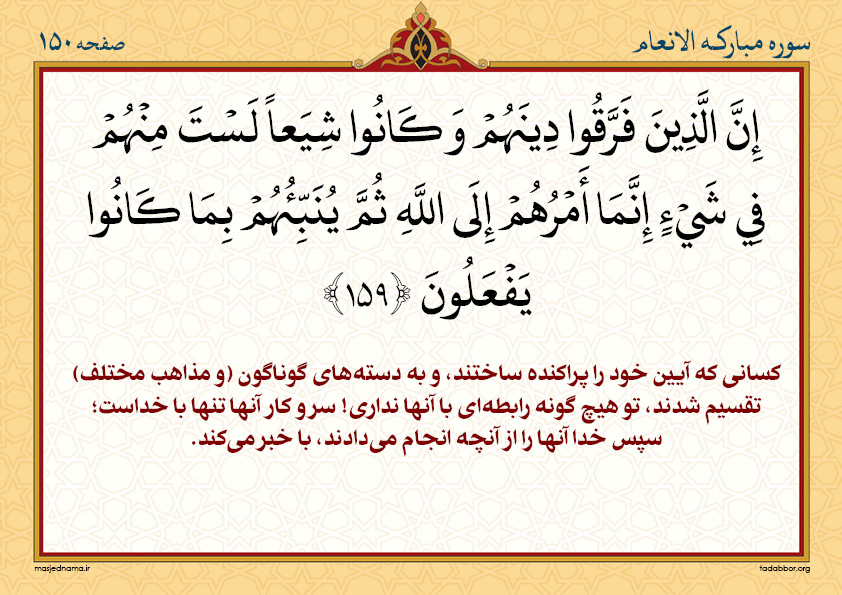 سوره مبارکه الانعام
صفحه ۱۵۰
إِنَّ الَّذِينَ فَرَّقُوا دِينَهُمْ وَ كَانُوا شِيَعاً لَسْتَ مِنْهُمْ
فِي شَيْءٍ إِنَّمَا أَمْرُهُمْ إِلَى اللَّهِ ثُمَّ يُنَبِّئُهُمْ بِمَا كَانُوا
يَفْعَلُونَ ﴿۱۵۹﴾
کسانی که آیین خود را پراکنده ساختند، و به دسته‌های گوناگون (و مذاهب مختلف)
تقسیم شدند، تو هیچ گونه رابطه‌ای با آنها نداری! سر و کار آنها تنها با خداست؛
سپس خدا آنها را از آنچه انجام می‌دادند، با خبر می‌کند.
masjednama.ir
tadabbor.org